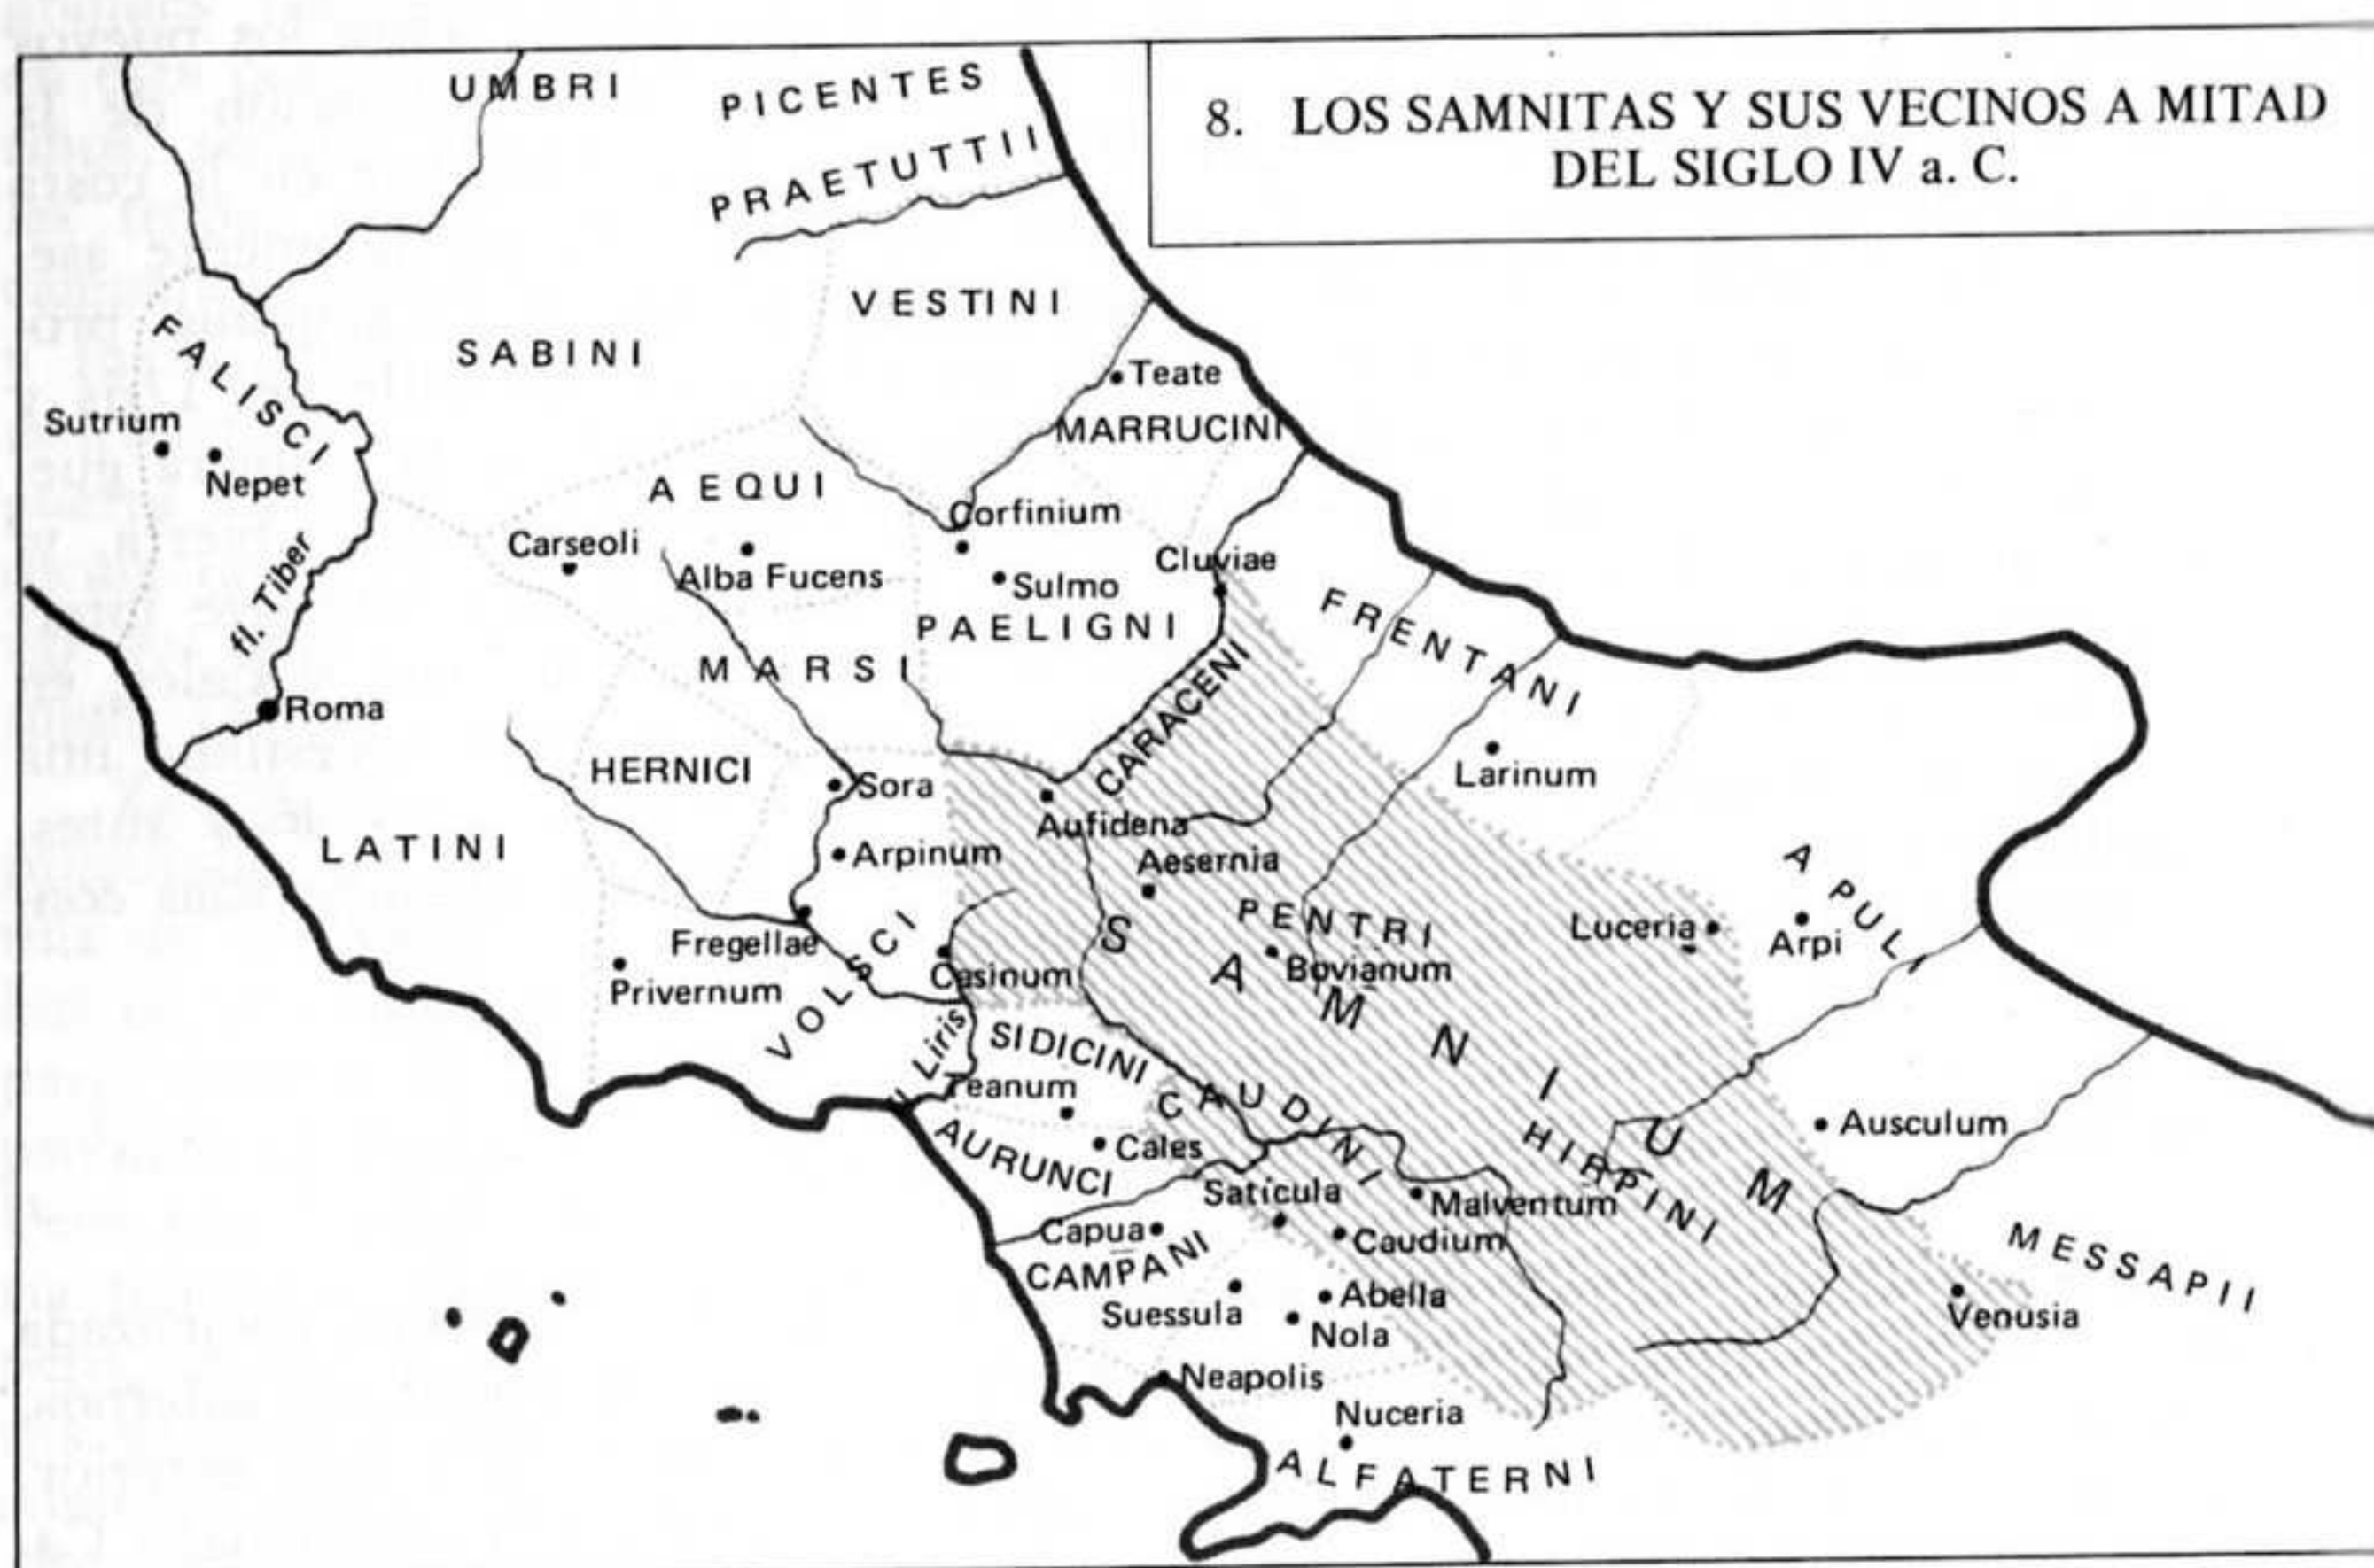 8. LOS SAMNITAS Y SUS VECINOS A MITAD
DEL SIGLO IV a. C.
UMBRI
PICENTES
PRAETUTTII
VESTINI
FALISCI
SABINI
Teate
MARRUCINI
Sutrium
Nepet
AEQUI
Corfinium
Carseoli
Alba Fucens
Sulmo
Cluviae
fl. Tiber
PAELIGNI
FRENTANI
MARSI
CARACENI
Roma
HERNICI
Sora
Larinum
Aufidena
LATINI
Arpinum
Aesernia
APULI
PENTRI
Luceria
Arpi
Fregellae
VOLSCI
Casinum
SAMNIUM
Bovianum
Privernum
Liris
SIDICINI
Teanum
CAUDINI
Cales
AURUNCI
HIRPINI
Ausculum
Saticula
Malventum
Capua
Caudium
CAMPANI
MESSAPII
Suessula
Abella
Nola
Venusia
Neapolis
Nuceria
ALFATERNI